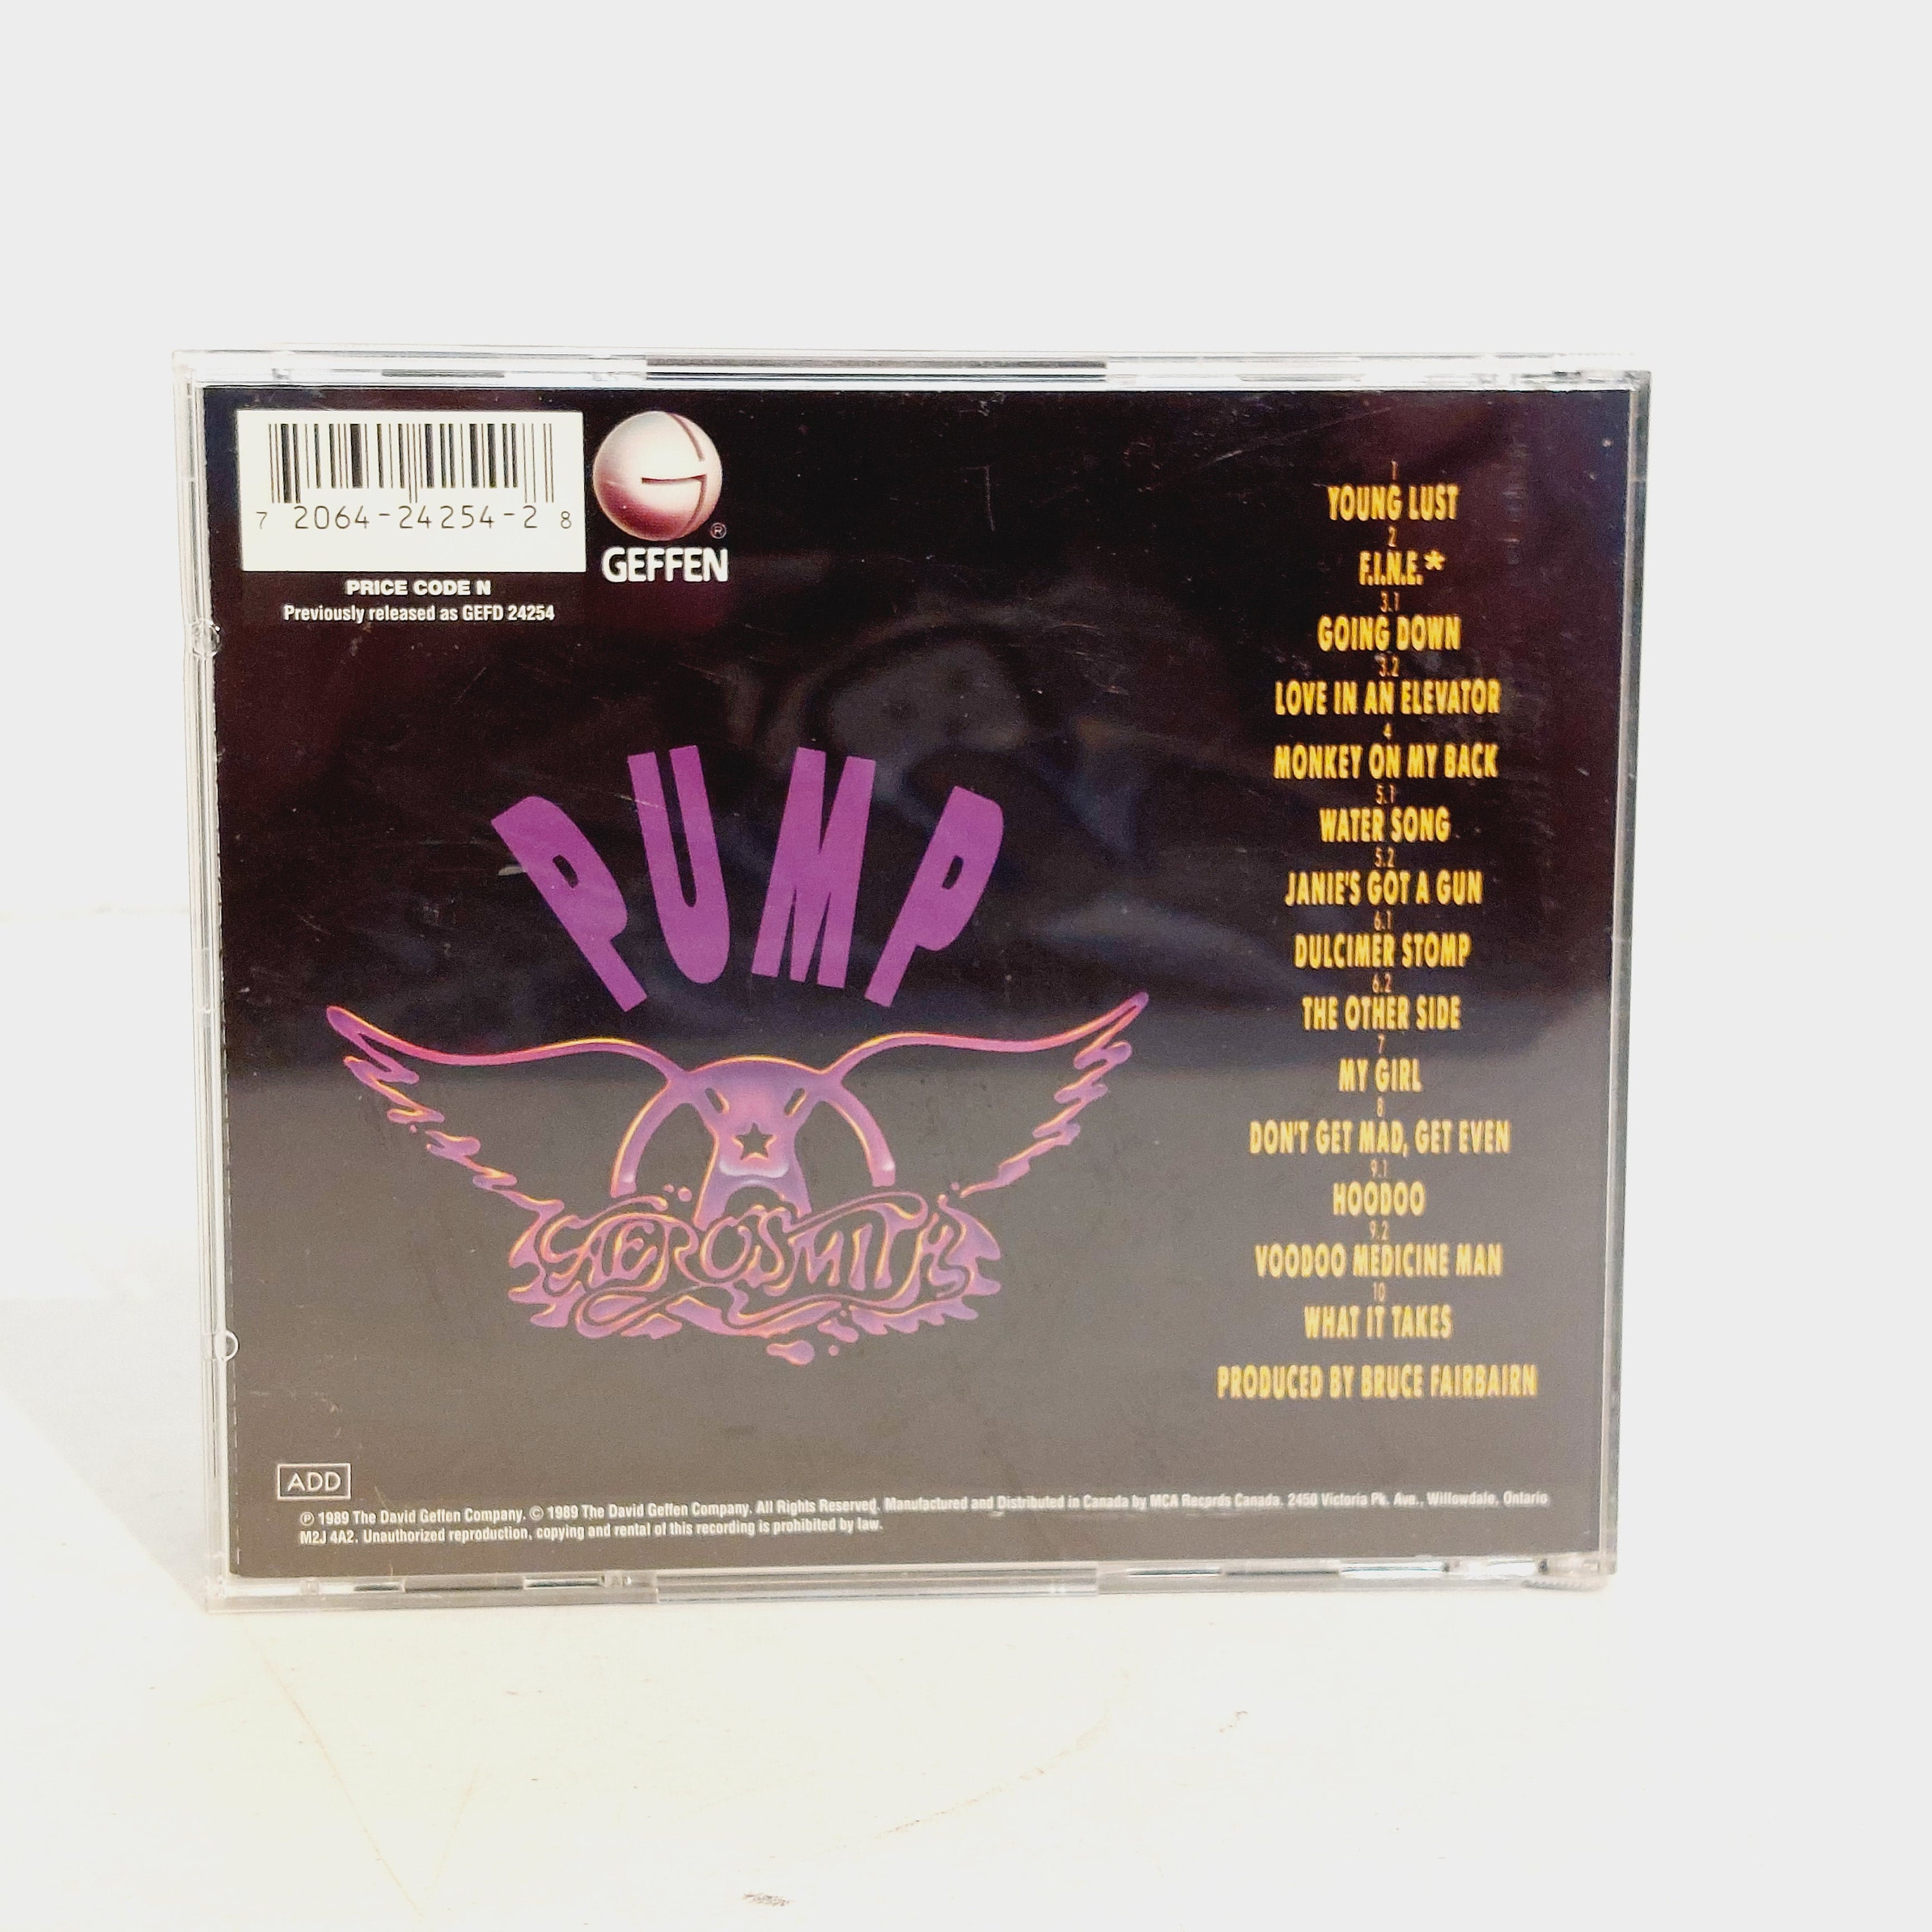 7 2064-24254-2 8
PRICE CODE N
Previously released as GEFD 24254
®
GEFFEN
PUMP
AEROSMITH
1
YOUNG LUST
2
F.I.N.E.*
3.1
GOING DOWN
3.2
LOVE IN AN ELEVATOR
4
MONKEY ON MY BACK
5.1
WATER SONG
5.2
JANIE'S GOT A GUN
6.1
DULCIMER STOMP
6.2
THE OTHER SIDE
7
MY GIRL
8
DON'T GET MAD, GET EVEN
9.1
HOODOO
9.2
VOODOO MEDICINE MAN
10
WHAT IT TAKES
PRODUCED BY BRUCE FAIRBAIRN
ADD
℗ 1989 The David Geffen Company. © 1989 The David Geffen Company. All Rights Reserved. Manufactured and Distributed in Canada by MCA Records Canada. 2450 Victoria Pk. Ave., Willowdale, Ontario
M2J 4A2. Unauthorized reproduction, copying and rental of this recording is prohibited by law.